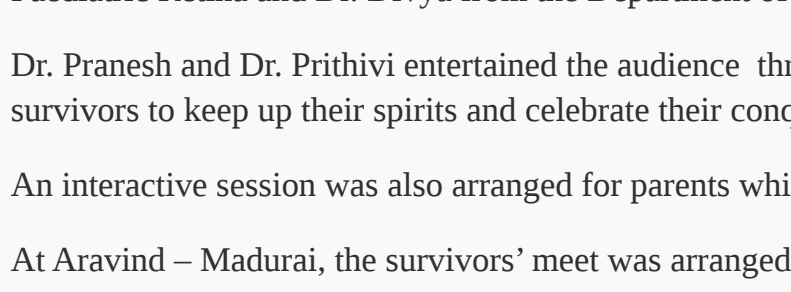 Dr. Pranesh and Dr. Prithivi entertained the audience
survivors to keep up their spirits and celebrate their
An interactive session was also arranged for parents
At Aravind – Madurai, the survivors’ meet was arranged